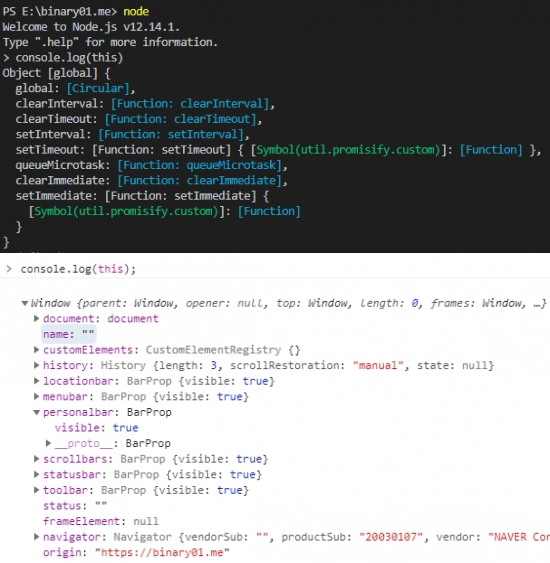 PS E:\binary01.me> node
Welcome to Node.js v12.14.1.
Type ".help" for more information.
> console.log(this)
Object [global] {
  global: [Circular],
  clearInterval: [Function: clearInterval],
  clearTimeout: [Function: clearTimeout],
  setInterval: [Function: setInterval],
  setTimeout: [Function: setTimeout] { [Symbol(util.promisify.custom)]: [Function] },
  queueMicrotask: [Function: queueMicrotask],
  clearImmediate: [Function: clearImmediate],
  setImmediate: [Function: setImmediate] {
    [Symbol(util.promisify.custom)]: [Function]
  }
}
> console.log(this);
▼Window {parent: Window, opener: null, top: Window, length: 0, frames: Window, …}
▶document: document
name: ""
▶customElements: CustomElementRegistry {}
▶history: History {length: 3, scrollRestoration: "manual", state: null}
▶locationbar: BarProp {visible: true}
▶menubar: BarProp {visible: true}
▼personalbar: BarProp
visible: true
▶__proto__: BarProp
▶scrollbars: BarProp {visible: true}
▶statusbar: BarProp {visible: true}
▶toolbar: BarProp {visible: true}
status: ""
frameElement: null
▶navigator: Navigator {vendorSub: "", productSub: "20030107", vendor: "NAVER Cor
origin: "https://binary01.me"